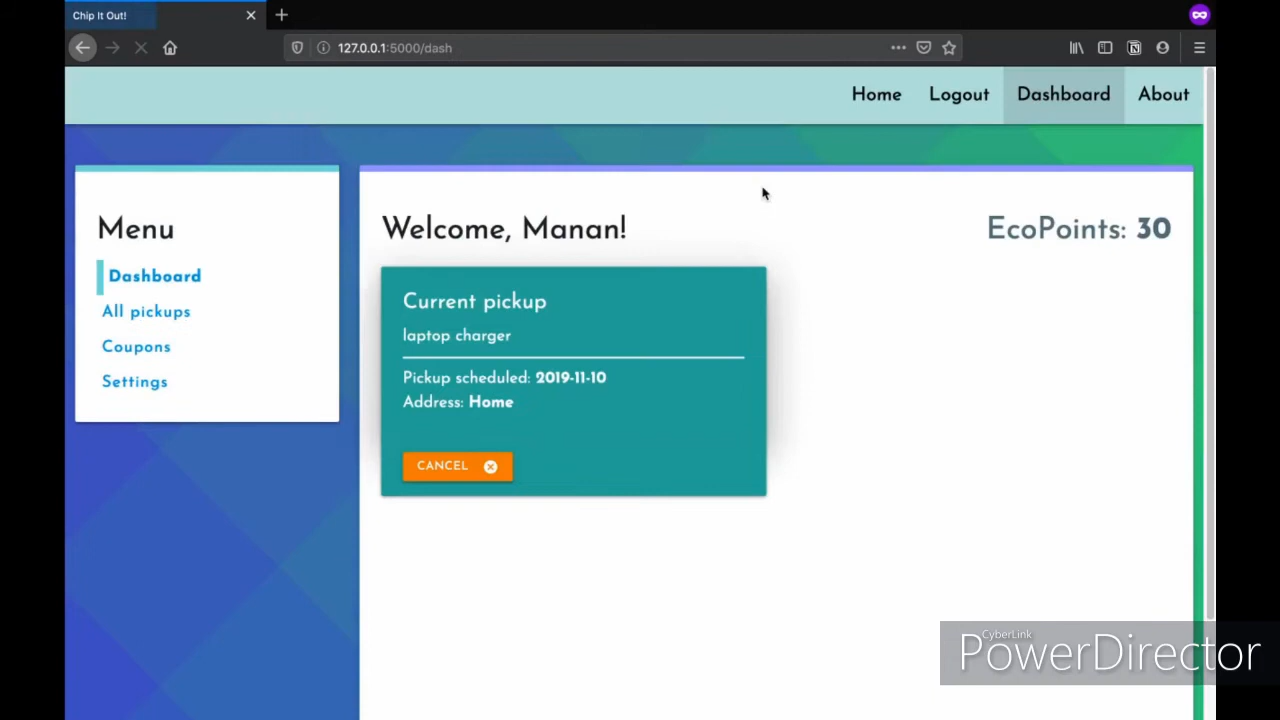 Chip It Out!
127.0.0.1:5000/dash
Home Logout Dashboard About
Menu
Dashboard
All pickups
Coupons
Settings
Welcome, Manan!
EcoPoints: 30
Current pickup
laptop charger
Pickup scheduled: 2019-11-10
Address: Home
CANCEL
CyberLink
PowerDirector